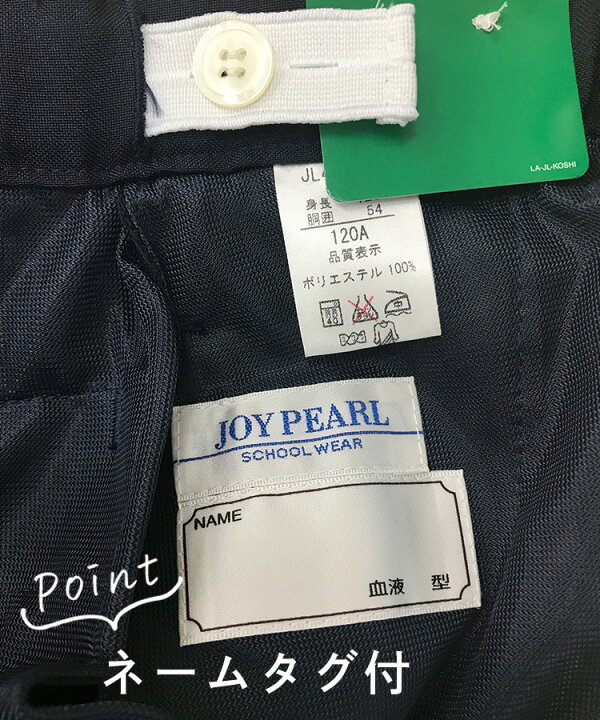 LA-JL-KOSHI
身長
胴囲 54
120A
品質表示
ポリエステル 100%
JOY PEARL
SCHOOL WEAR
NAME
血液 型
Point
ネームタグ付